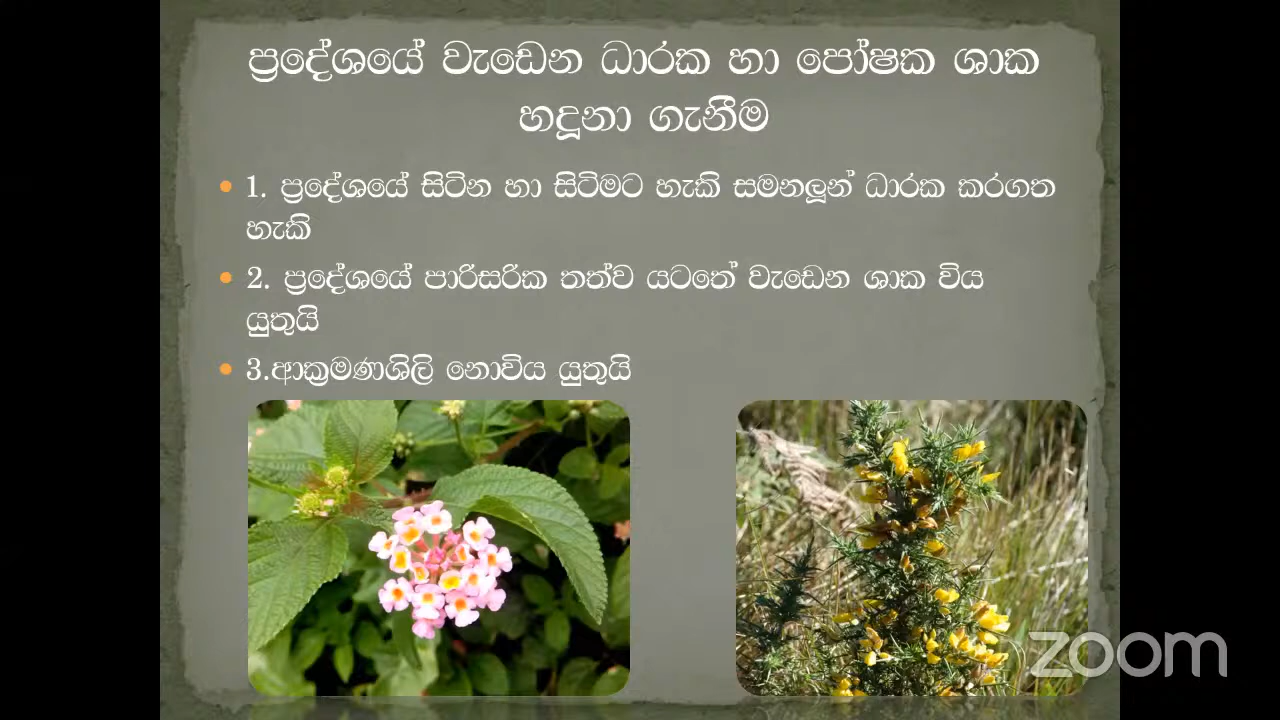 ප්‍රදේශයේ වැඩෙන ධාරක හා පෝෂක ශාක
හඳූනා ගැනීම
1. ප්‍රදේශයේ සිටින හා සිටිමට හැකි සමනලූන් ධාරක කරගත
හැකි
2. ප්‍රදේශයේ පාරිසරික තත්ව යටතේ වැඩෙන ශාක විය
යුතුයි
3.ආක්‍රමණශිලි නොවිය යුතුයි
zoom